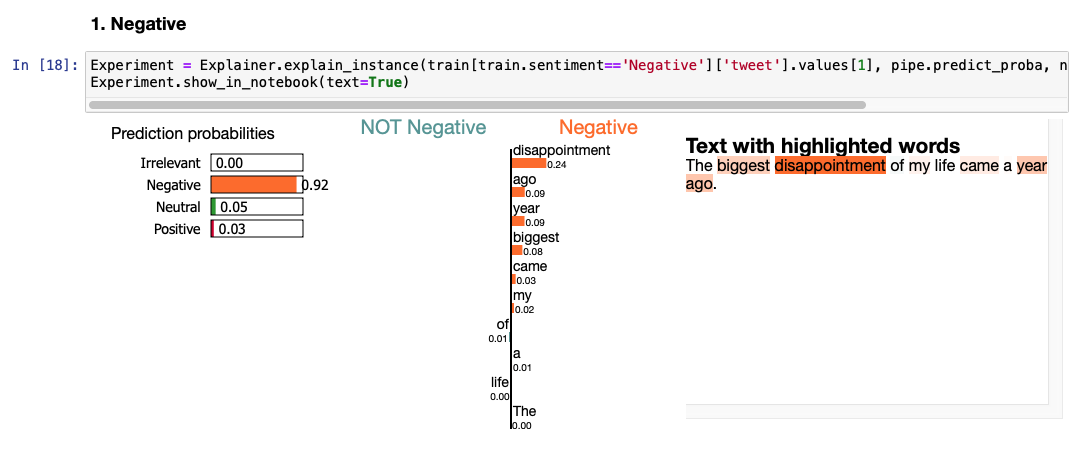 1. Negative
In [18]:
Experiment = Explainer.explain_instance(train[train.sentiment=='Negative']['tweet'].values[1], pipe.predict_proba, n
Experiment.show_in_notebook(text=True)
Prediction probabilities
Irrelevant 0.00
Negative 0.92
Neutral 0.05
Positive 0.03
NOT Negative
Negative
disappointment
0.24
ago
0.09
year
0.09
biggest
0.08
came
0.03
my
0.02
of
0.01
a
0.01
life
0.00
The
0.00
Text with highlighted words
The biggest disappointment of my life came a year
ago.